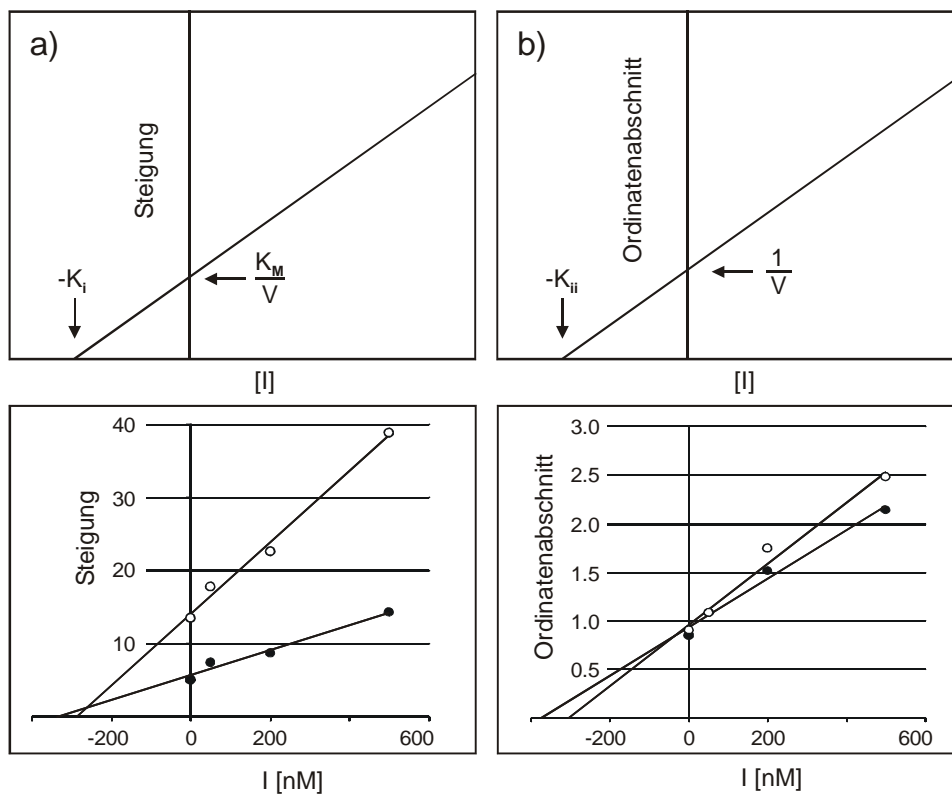 a)
Steigung
-Ki
KM
V
[I]
b)
Ordinatenabschnitt
-Kii
1
V
[I]
40
30
20
10
Steigung
-200
0
200
600
I [nM]
3.0
2.5
2.0
1.5
1.0
0.5
Ordinatenabschnitt
-200
0
200
600
I [nM]